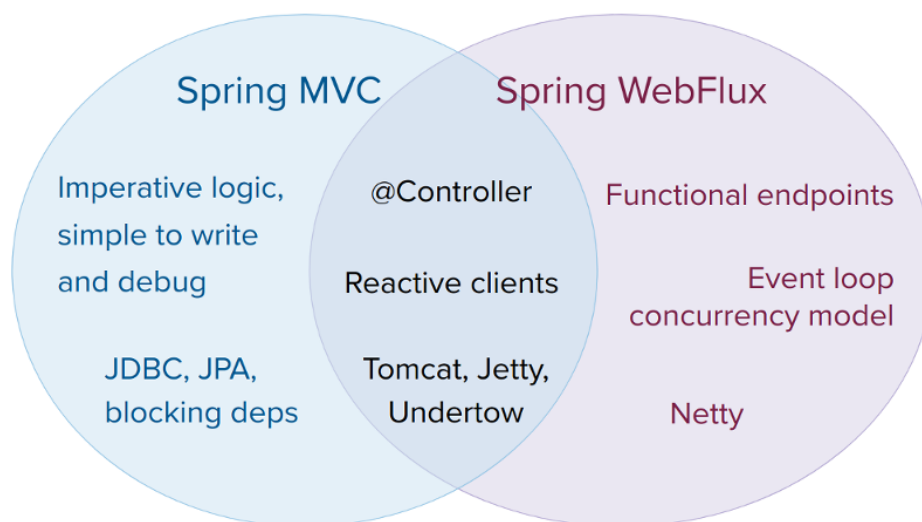 Spring MVC
Spring WebFlux
Imperative logic,
simple to write
and debug
JDBC, JPA,
blocking deps
@Controller
Reactive clients
Tomcat, Jetty,
Undertow
Functional endpoints
Event loop
concurrency model
Netty